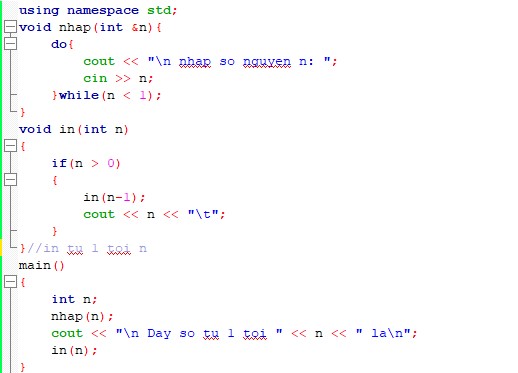 using namespace std;
void nhap(int &n){
do{
cout << "\n nhap so nguyen n: ";
cin >> n;
}while(n < 1);
}
void in(int n)
{
if(n > 0)
{
in(n-1);
cout << n << "\t";
}
}//in tu 1 toi n
main()
{
int n;
nhap(n);
cout << "\n Day so tu 1 toi " << n << " la\n";
in(n);
}